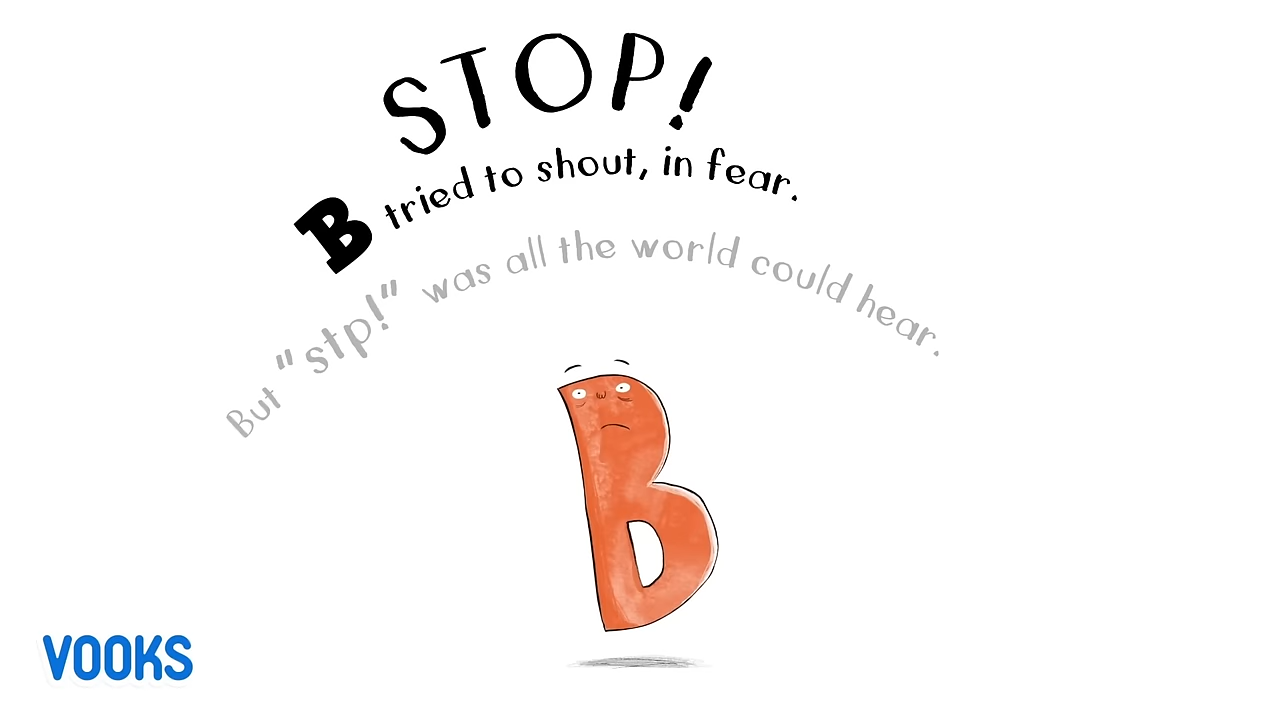 STOP!
B tried to shout, in fear.
But "stp!" was all the world could hear.
B
VOOKS